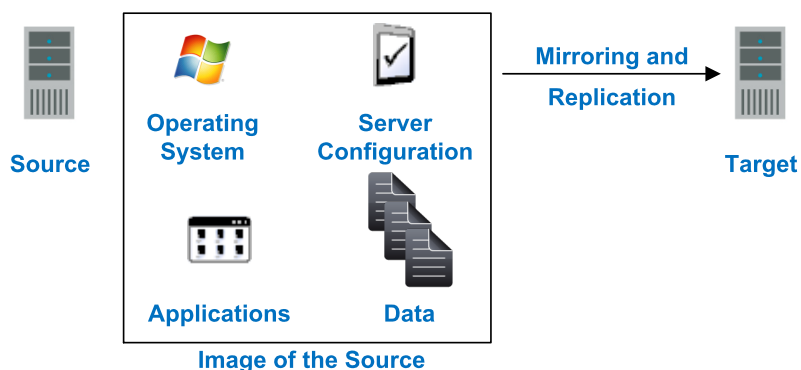 Source
Operating
System
Server
Configuration
Applications
Data
Image of the Source
Mirroring and
Replication
Target